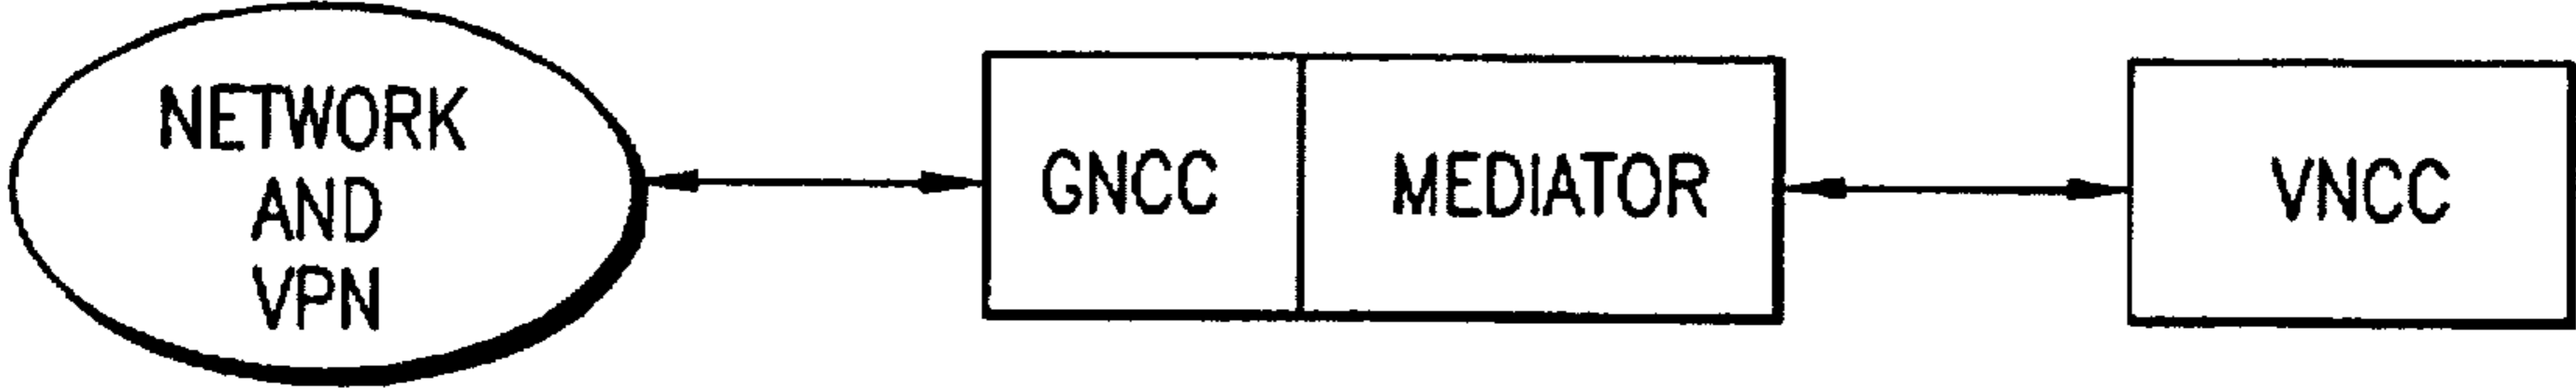 NETWORK
AND
VPN
GNCC
MEDIATOR
VNCC